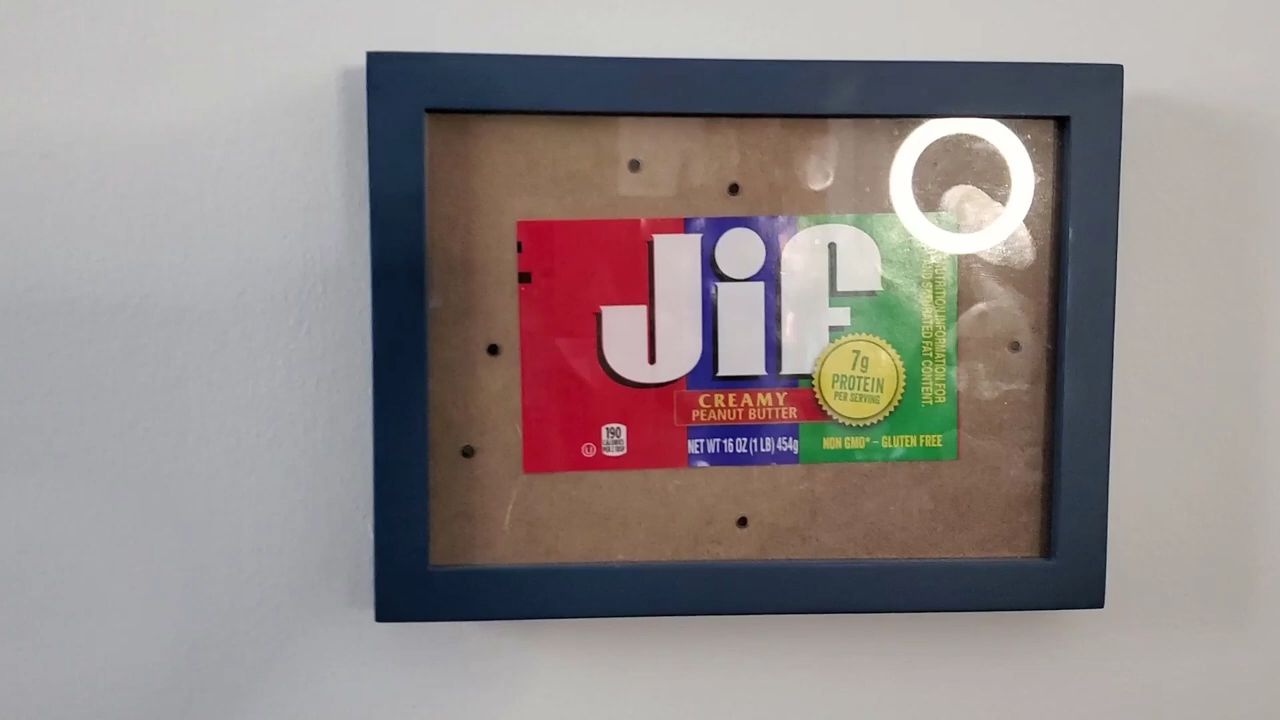 Jif
CREAMY
PEANUT BUTTER
7g
PROTEIN
PER SERVING
190
CALORIES
U
NET WT 16 OZ (1 LB) 454g
NON GMO* – GLUTEN FREE
NUTRITION INFORMATION FOR
AND SATURATED FAT CONTENT.